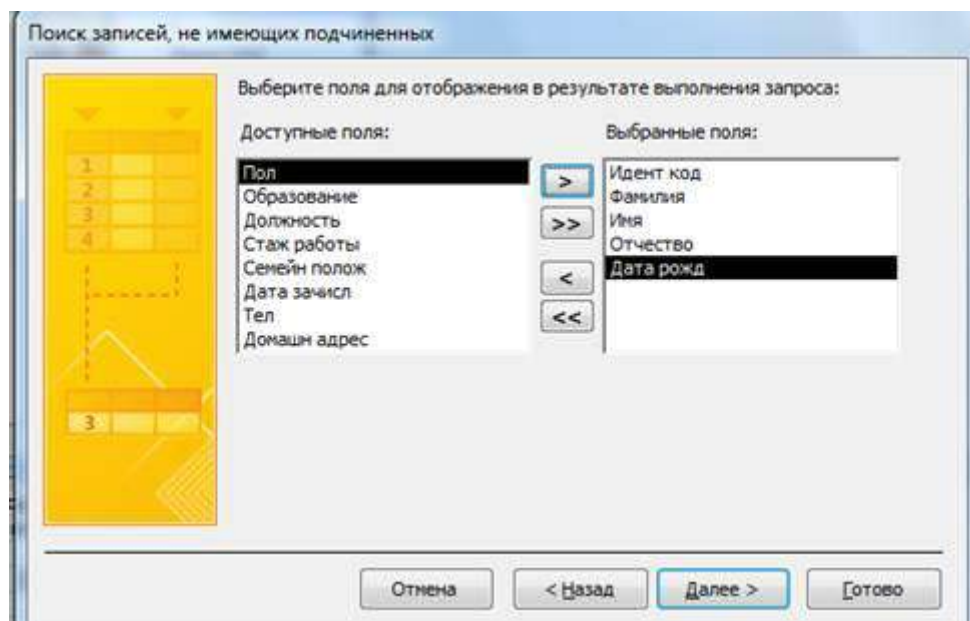 Поиск записей, не имеющих подчиненных
Выберите поля для отображения в результате выполнения запроса:
Доступные поля:
Выбранные поля:
Пол
Образование
Должность
Стаж работы
Семейн полож
Дата зачисл
Тел
Домашн адрес
>
>>
<
<<
Идент код
Фамилия
Имя
Отчество
Дата рожд
1
2
3
4
3
Отмена
< Назад
Далее >
Готово